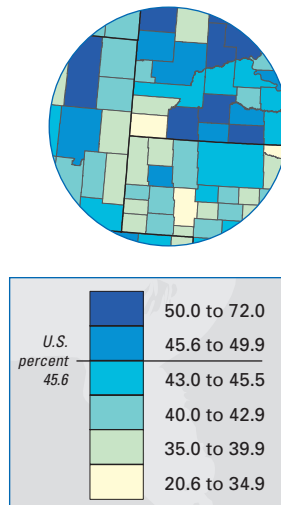 50.0 to 72.0
45.6 to 49.9
U.S.
percent
45.6
43.0 to 45.5
40.0 to 42.9
35.0 to 39.9
20.6 to 34.9